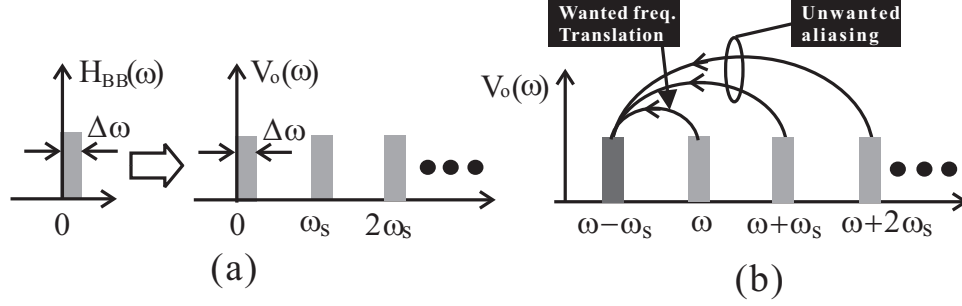 H_BB(ω)
Δω
0
V_o(ω)
Δω
0
ω_s
2ω_s
(a)
Wanted freq.
Translation
Unwanted
aliasing
V_o(ω)
ω−ω_s
ω
ω+ω_s
ω+2ω_s
(b)